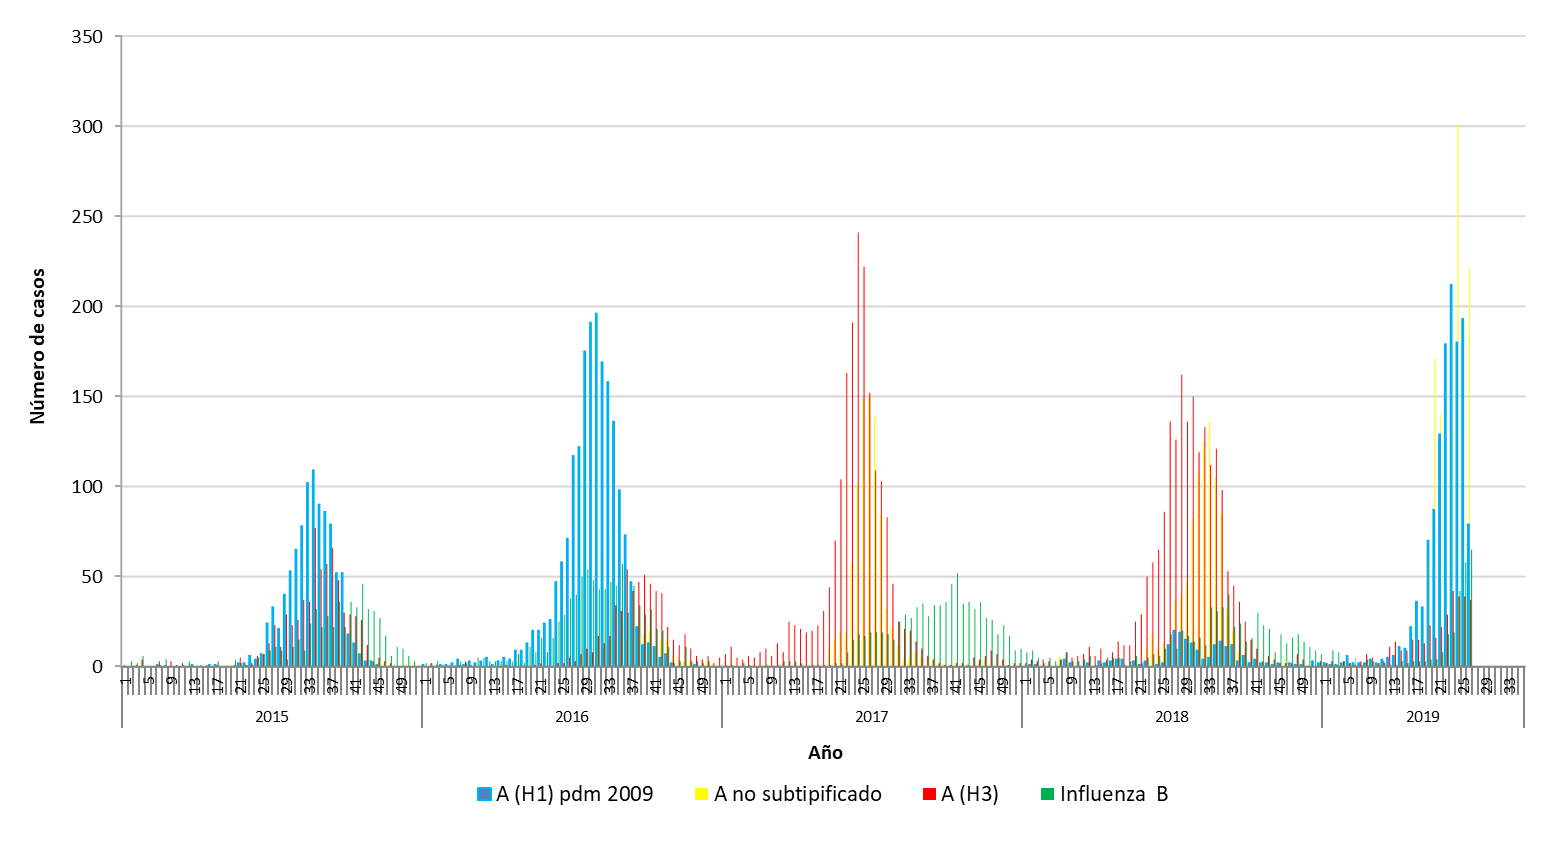 350
300
250
200
150
100
50
0
Número de casos
1 5 9 13 17 21 25 29 33 37 41 45 49 1 5 9 13 17 21 25 29 33 37 41 45 49 1 5 9 13 17 21 25 29 33 37 41 45 49 1 5 9 13 17 21 25 29 33 37 41 45 49 1 5 9 13 17 21 25 29 33
2015 2016 2017 2018 2019
Año
A (H1) pdm 2009 A no subtipificado A (H3) Influenza B